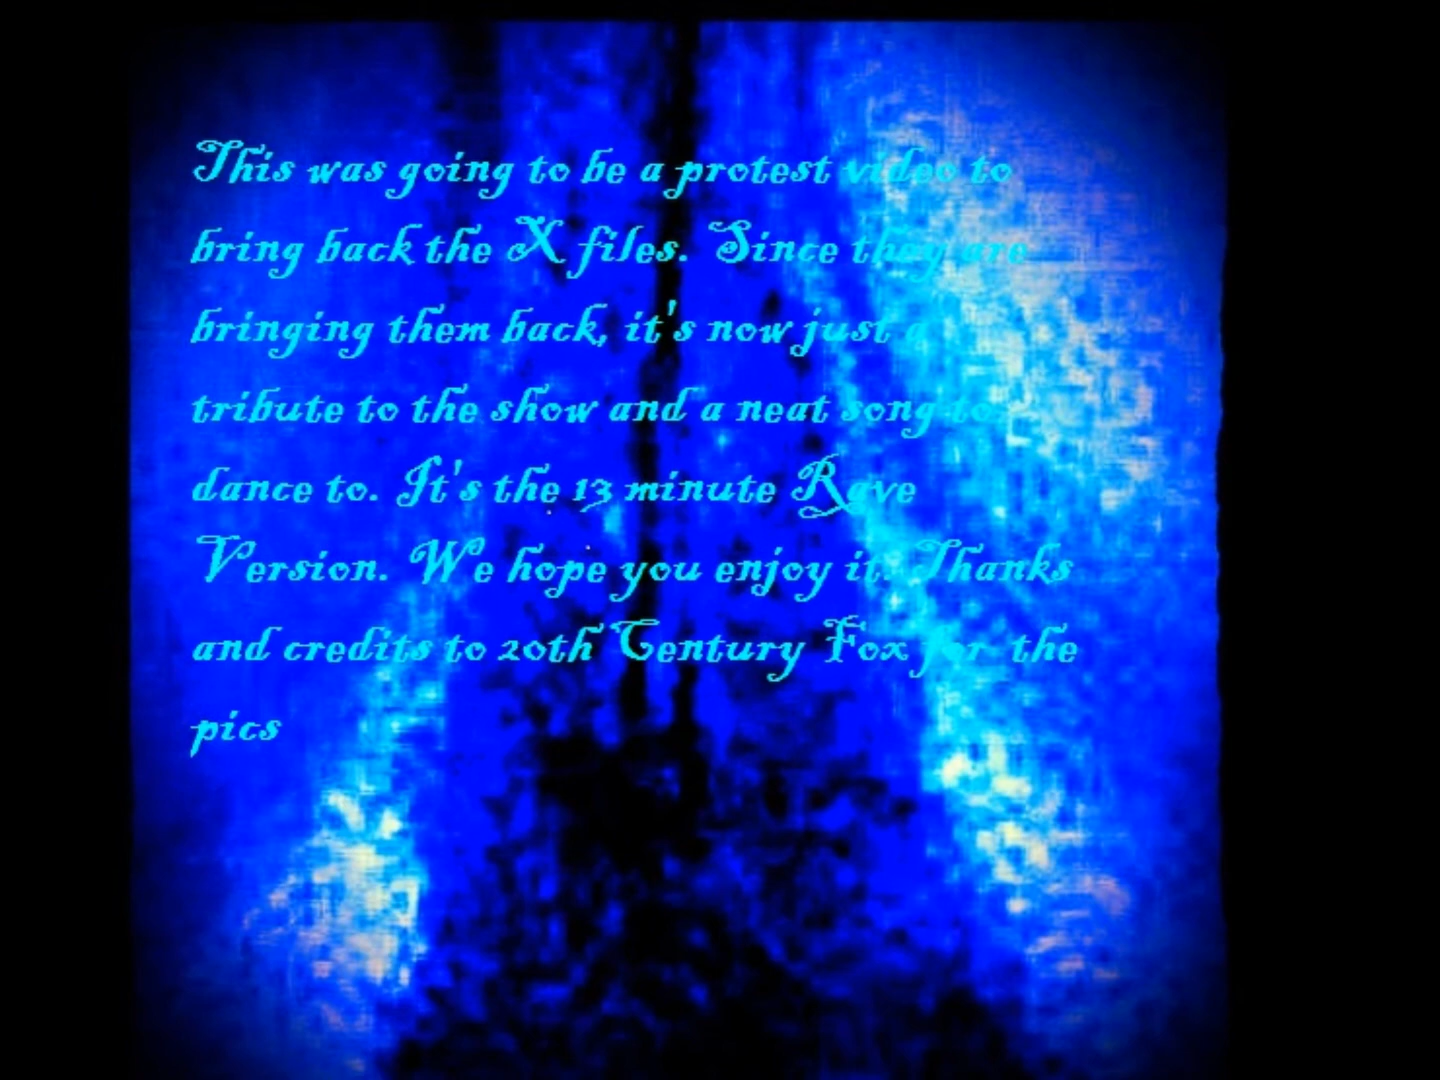 This was going to be a protest video to
bring back the X files. Since they are
bringing them back, it's now just a
tribute to the show and a neat song to
dance to. It's the 13 minute Rave
Version. We hope you enjoy it. Thanks
and credits to 20th Century Fox for the
pics